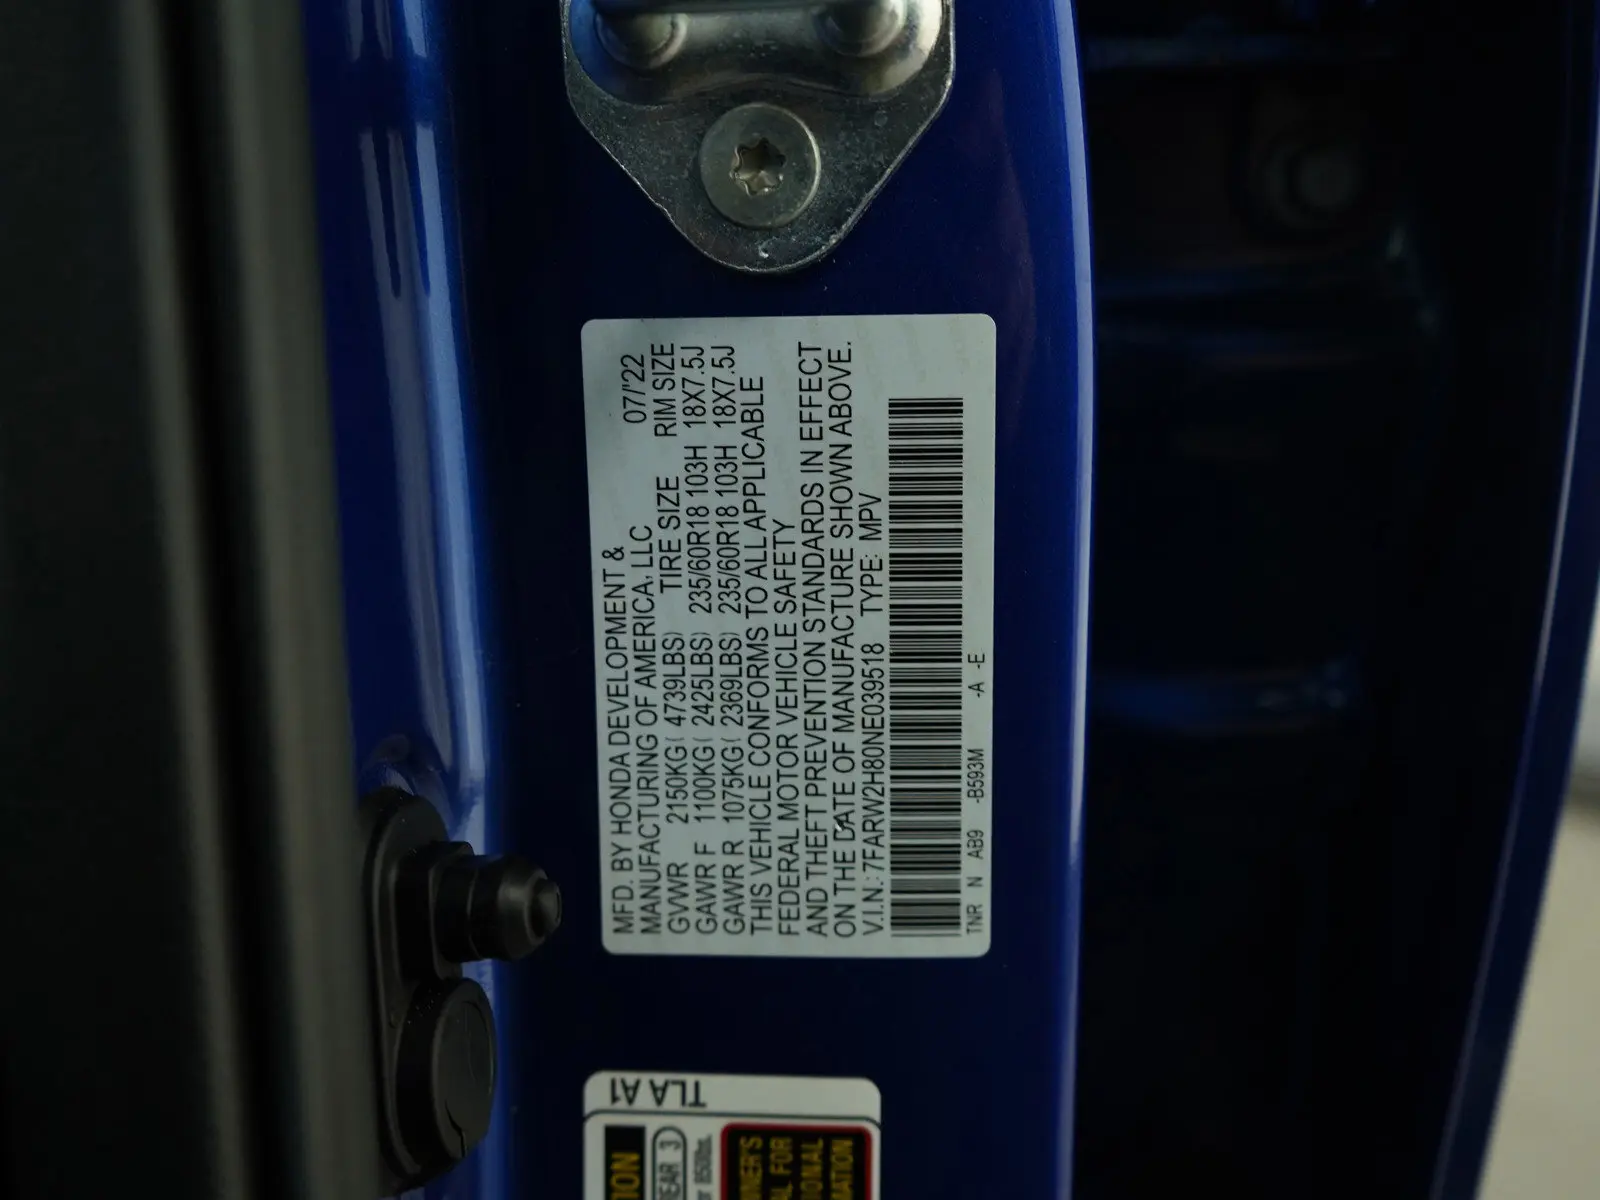 MFD. BY HONDA DEVELOPMENT &
MANUFACTURING OF AMERICA, LLC 07/'22
GVWR 2150KG( 4739LBS) TIRE SIZE RIM SIZE
GAWR F 1100KG( 2425LBS) 235/60R18 103H 18X7.5J
GAWR R 1075KG( 2369LBS) 235/60R18 103H 18X7.5J
THIS VEHICLE CONFORMS TO ALL APPLICABLE
FEDERAL MOTOR VEHICLE SAFETY
AND THEFT PREVENTION STANDARDS IN EFFECT
ON THE DATE OF MANUFACTURE SHOWN ABOVE.
V.I.N.: 7FARW2H80NE039518 TYPE: MPV
TNR N AB9 -B593M -A -E
TLA A1
REAR 3
850lbs.